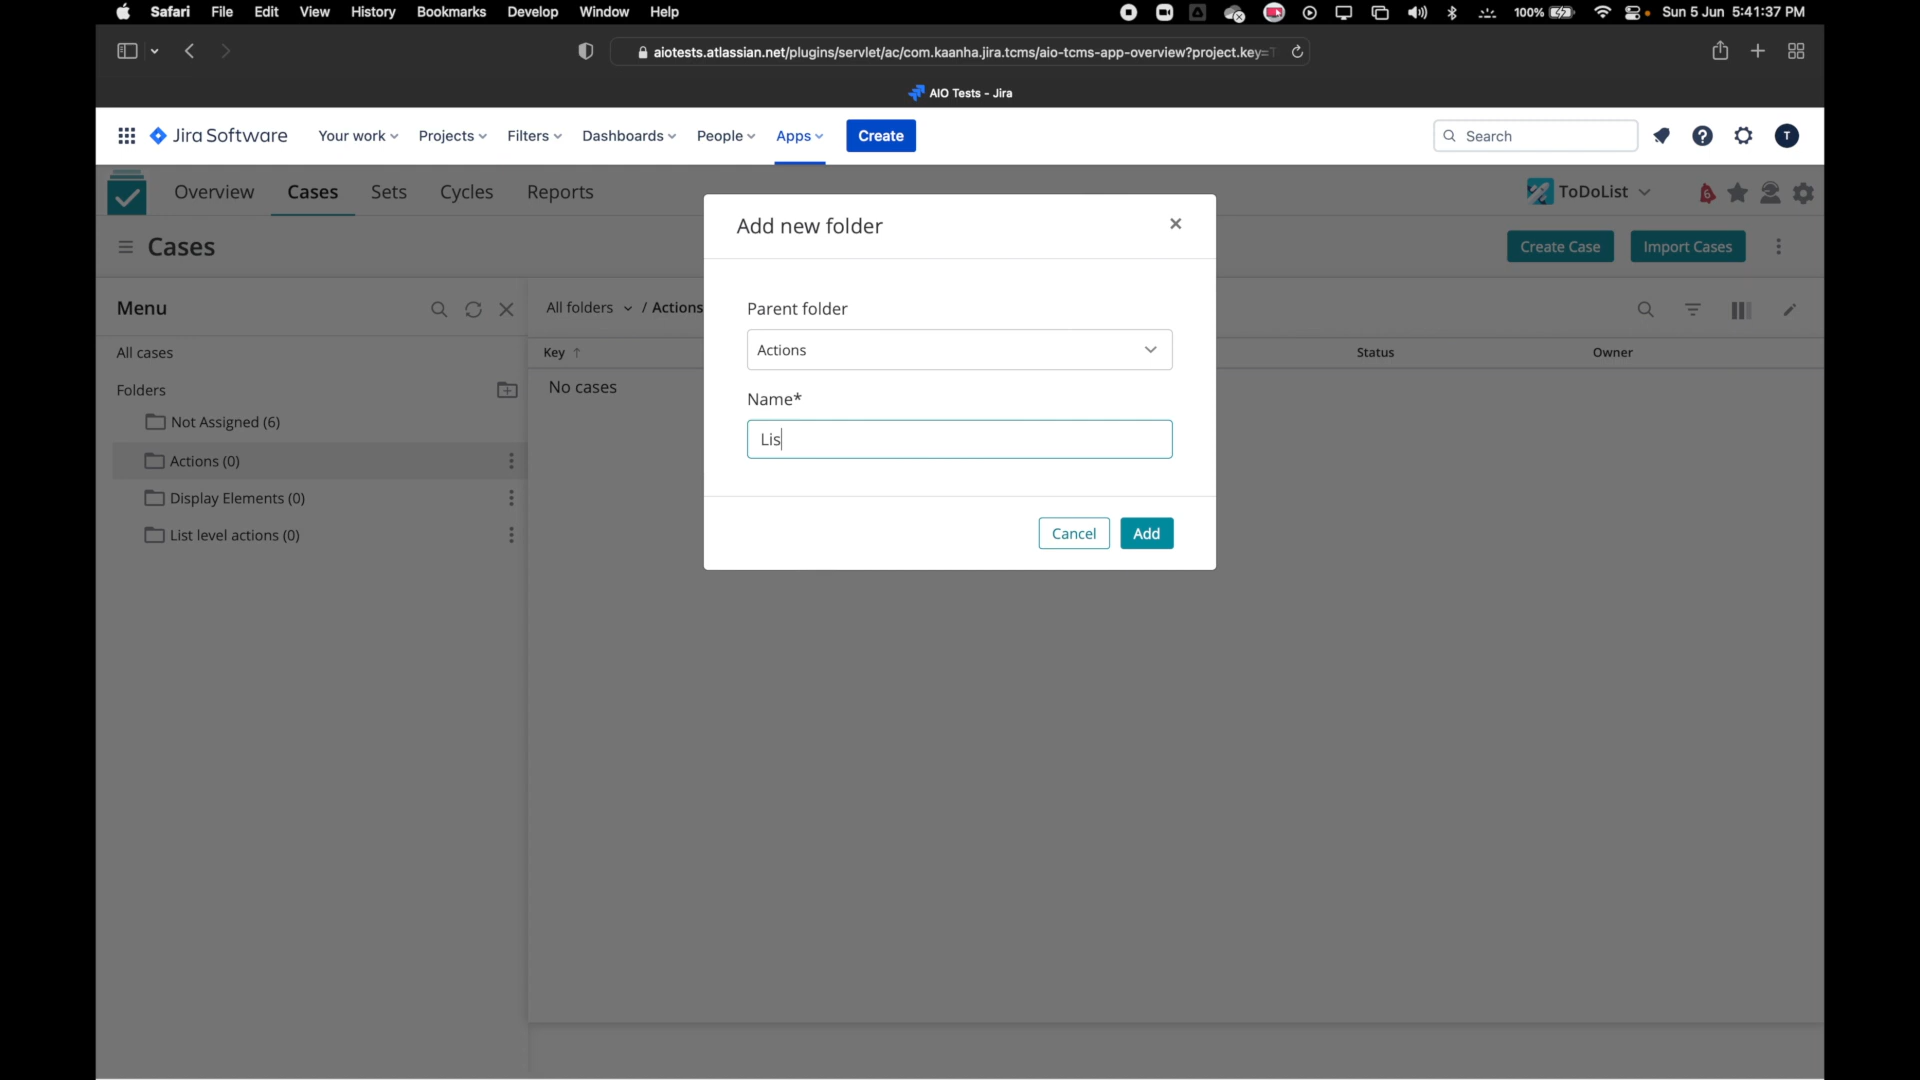 Safari File Edit View History Bookmarks Develop Window Help 100% Sun 5 Jun 5:41:37 PM
aiotests.atlassian.net/plugins/servlet/ac/com.kaanha.jira.tcms/aio-tcms-app-overview?project.key=T
AIO Tests - Jira
Jira Software Your work Projects Filters Dashboards People Apps Create Search T
Overview Cases Sets Cycles Reports ToDoList 6
Cases Create Case Import Cases
Add new folder
Menu All folders / Actions
Parent folder
Actions
All cases Key ↑ Status Owner
Folders No cases
Name*
Not Assigned (6)
Lis
Actions (0)
Display Elements (0)
List level actions (0)
Cancel Add